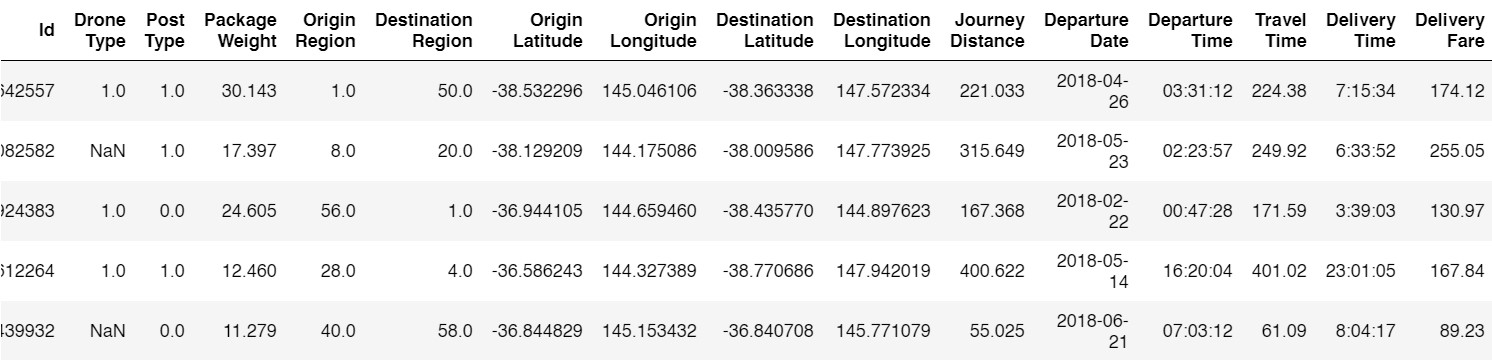 Id Drone Type Post Type Package Weight Origin Region Destination Region Origin Latitude Origin Longitude Destination Latitude Destination Longitude Journey Distance Departure Date Departure Time Travel Time Delivery Time Delivery Fare
42557 1.0 1.0 30.143 1.0 50.0 -38.532296 145.046106 -38.363338 147.572334 221.033 2018-04-26 03:31:12 224.38 7:15:34 174.12
82582 NaN 1.0 17.397 8.0 20.0 -38.129209 144.175086 -38.009586 147.773925 315.649 2018-05-23 02:23:57 249.92 6:33:52 255.05
24383 1.0 0.0 24.605 56.0 1.0 -36.944105 144.659460 -38.435770 144.897623 167.368 2018-02-22 00:47:28 171.59 3:39:03 130.97
12264 1.0 1.0 12.460 28.0 4.0 -36.586243 144.327389 -38.770686 147.942019 400.622 2018-05-14 16:20:04 401.02 23:01:05 167.84
39932 NaN 0.0 11.279 40.0 58.0 -36.844829 145.153432 -36.840708 145.771079 55.025 2018-06-21 07:03:12 61.09 8:04:17 89.23